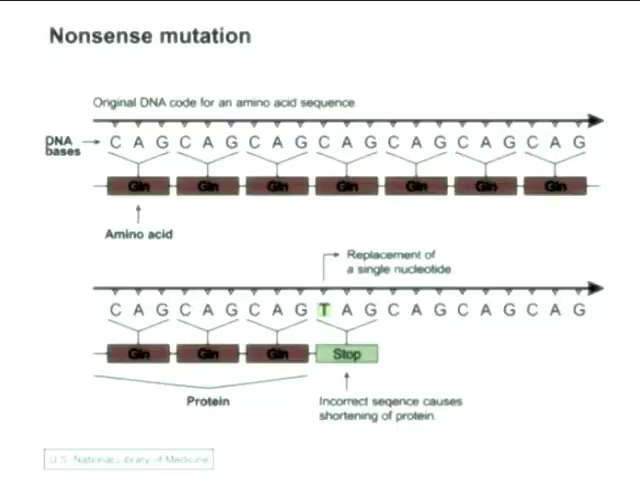 Nonsense mutation
Original DNA code for an amino acid sequence
DNA bases
C A G C A G C A G C A G C A G C A G C A G
Gln Gln Gln Gln Gln Gln Gln
Amino acid
Replacement of
a single nucleotide
C A G C A G C A G T A G C A G C A G C A G
Gln Gln Gln Stop
Protein
Incorrect seqence causes
shortening of protein
U.S. National Library of Medicine